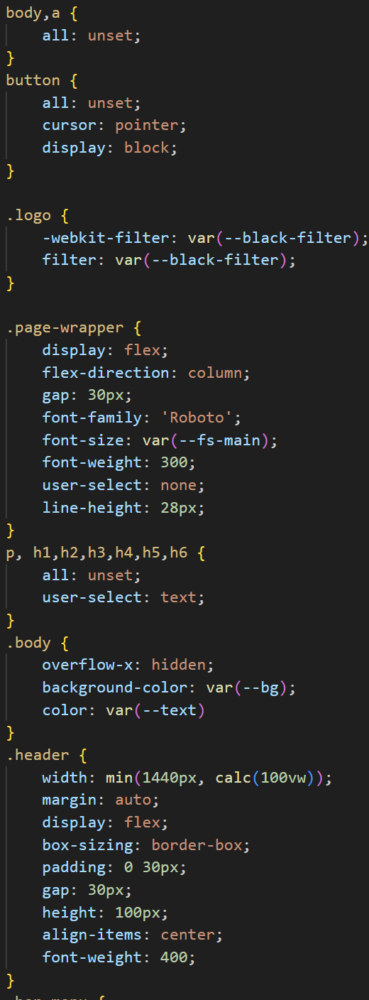 body,a {
    all: unset;
}
button {
    all: unset;
    cursor: pointer;
    display: block;
}

.logo {
    -webkit-filter: var(--black-filter);
    filter: var(--black-filter);
}

.page-wrapper {
    display: flex;
    flex-direction: column;
    gap: 30px;
    font-family: 'Roboto';
    font-size: var(--fs-main);
    font-weight: 300;
    user-select: none;
    line-height: 28px;
}
p, h1,h2,h3,h4,h5,h6 {
    all: unset;
    user-select: text;
}
.body {
    overflow-x: hidden;
    background-color: var(--bg);
    color: var(--text)
}
.header {
    width: min(1440px, calc(100vw));
    margin: auto;
    display: flex;
    box-sizing: border-box;
    padding: 0 30px;
    gap: 30px;
    height: 100px;
    align-items: center;
    font-weight: 400;
}